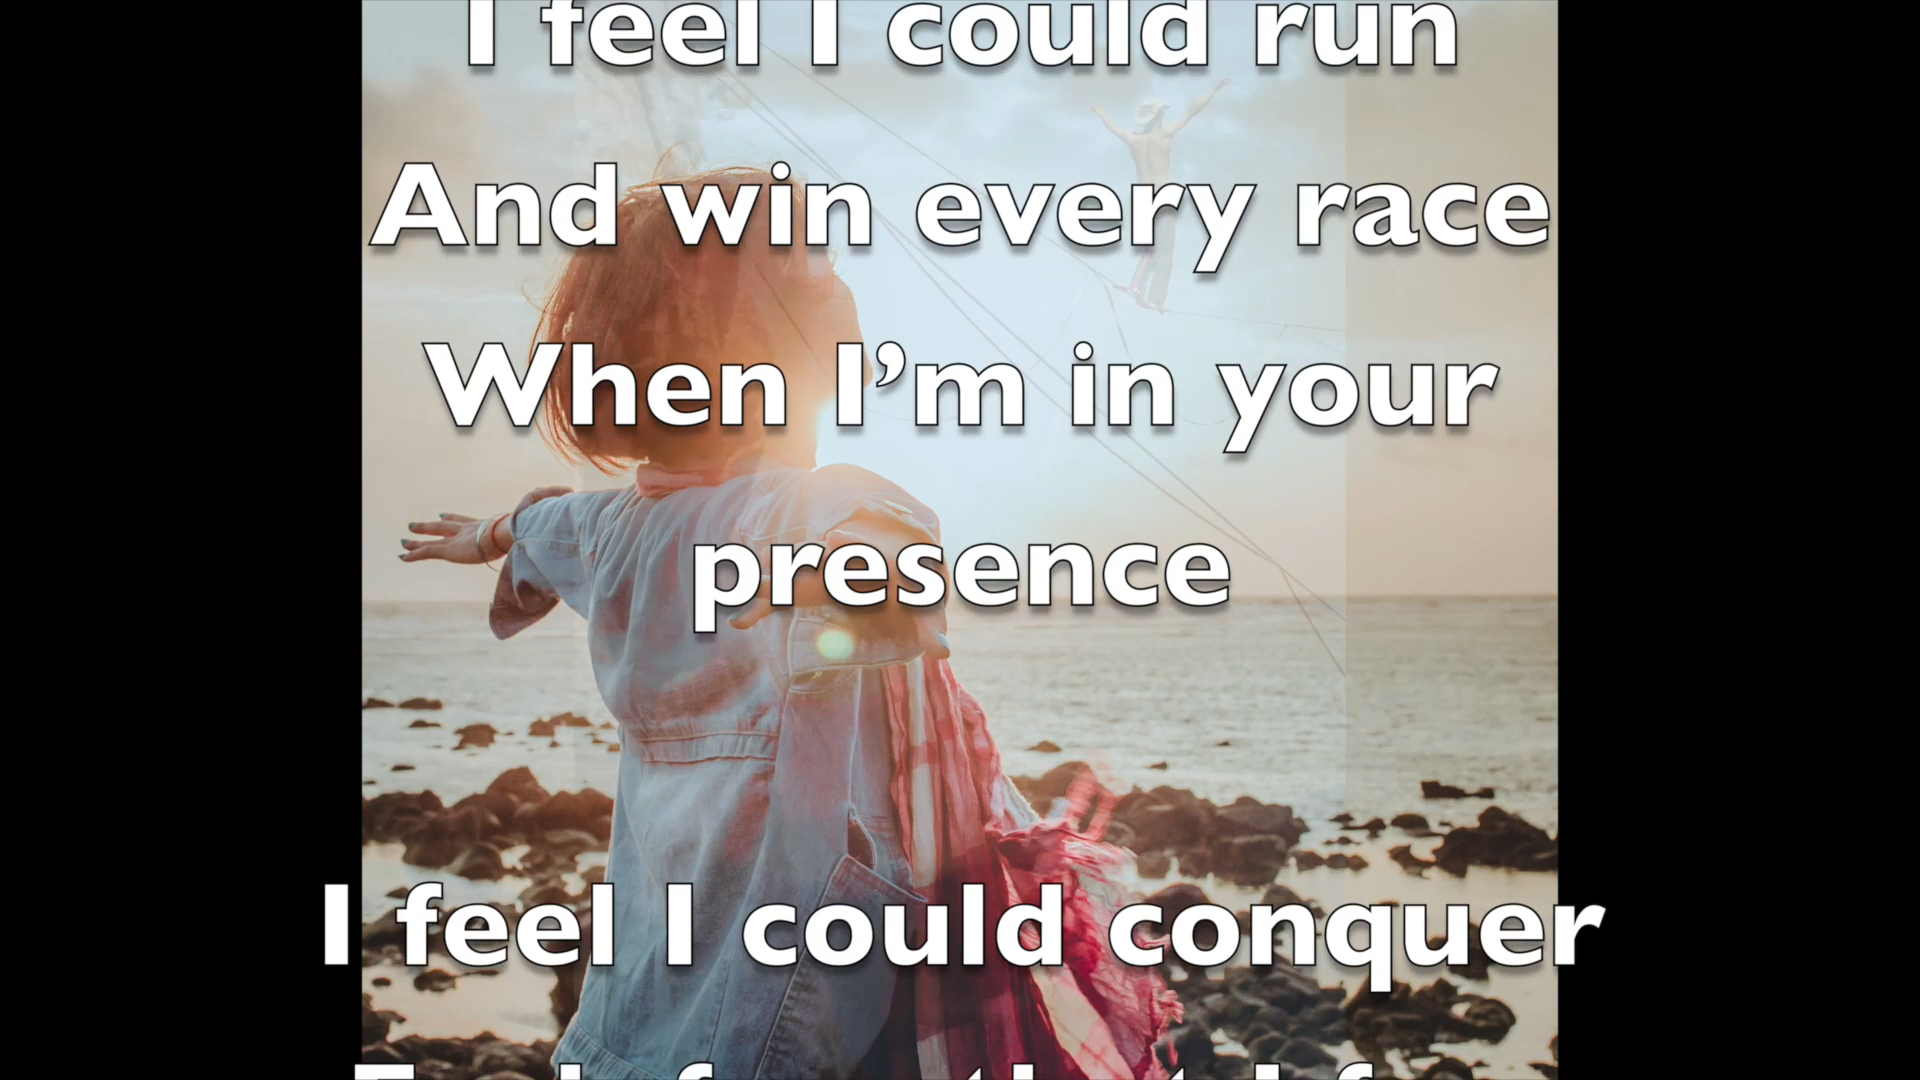 I feel I could run
And win every race
When I’m in your
presence
I feel I could conquer